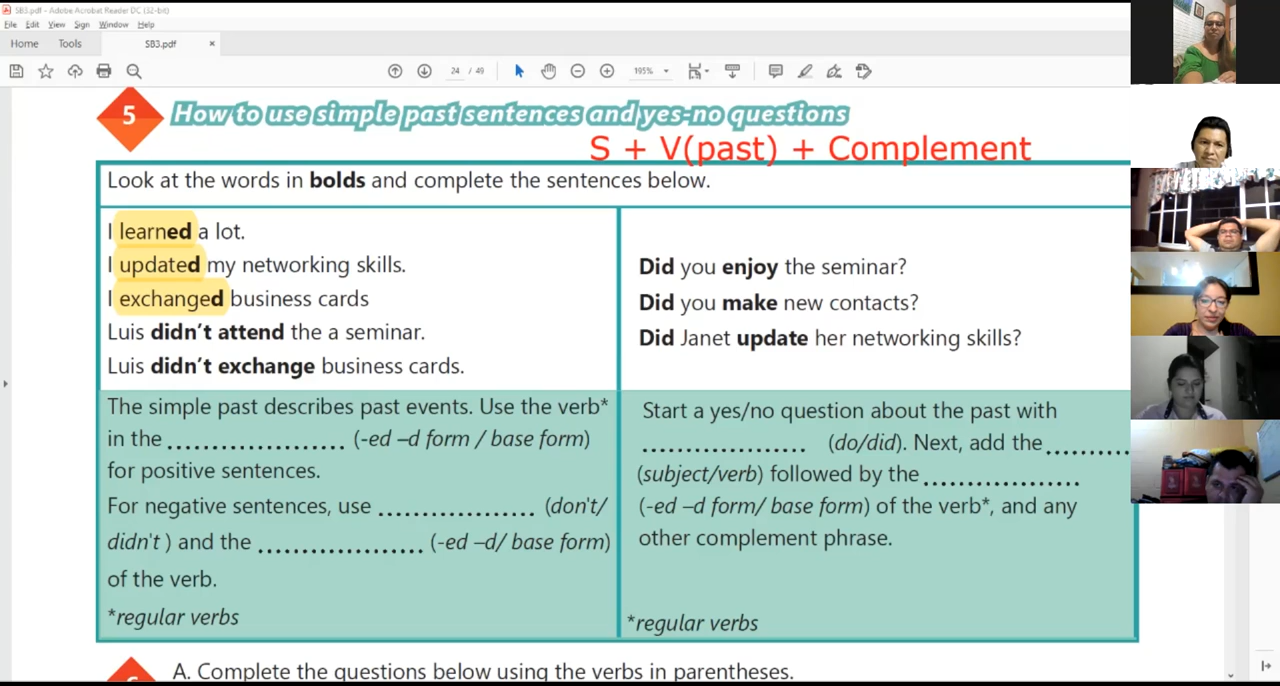 SB3.pdf - Adobe Acrobat Reader DC (32-bit)
File Edit View Sign Window Help
Home Tools SB3.pdf ×
24 / 49 195%
5 How to use simple past sentences and yes-no questions
S + V(past) + Complement
Look at the words in bolds and complete the sentences below.
I learned a lot.
I updated my networking skills.
I exchanged business cards
Luis didn't attend the a seminar.
Luis didn't exchange business cards.
Did you enjoy the seminar?
Did you make new contacts?
Did Janet update her networking skills?
The simple past describes past events. Use the verb*
in the .................... (-ed –d form / base form)
for positive sentences.
For negative sentences, use .................. (don't/
didn't ) and the ................... (-ed –d/ base form)
of the verb.
*regular verbs
Start a yes/no question about the past with
................... (do/did). Next, add the..........
(subject/verb) followed by the ..................
(-ed –d form/ base form) of the verb*, and any
other complement phrase.
*regular verbs
A. Complete the questions below using the verbs in parentheses.